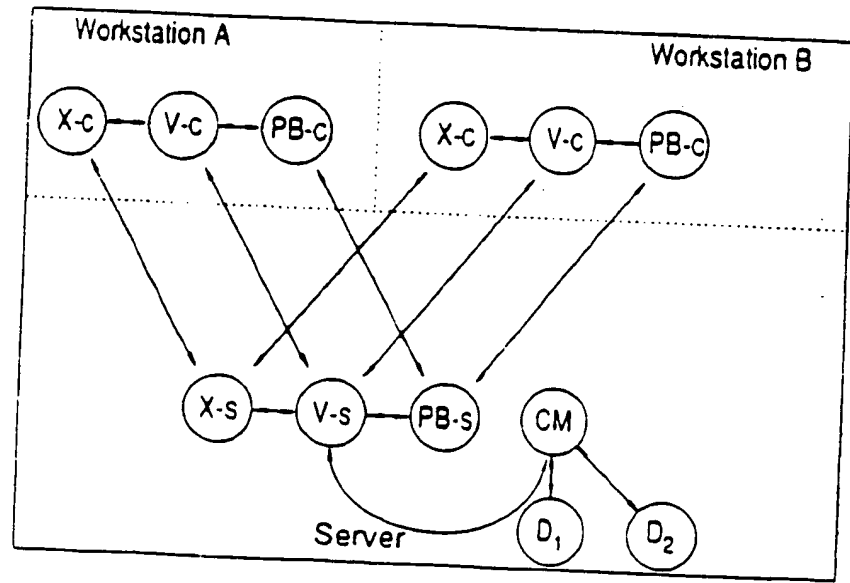 Workstation A
Workstation B
X-c V-c PB-c X-c V-c PB-c
X-s V-s PB-s CM
Server
D1 D2